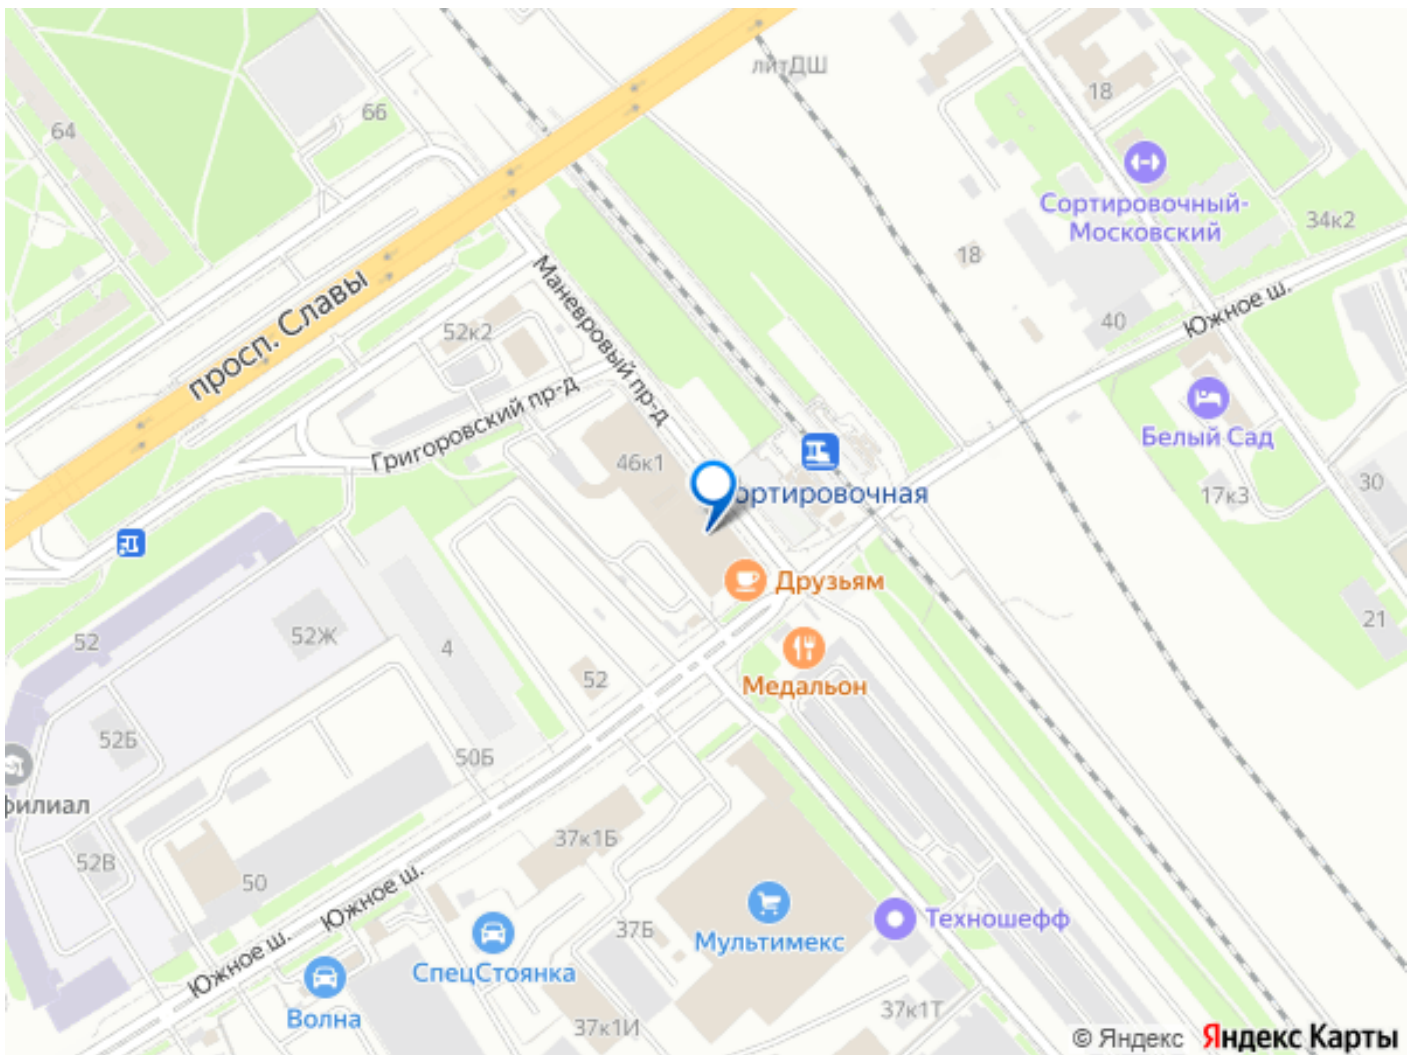 литДШ
18
66
64
Сортировочный-
Московский
34к2
18
Маневровый пр-д
просп. Славы
52к2
40
Южное ш.
Григоровский пр-д
Белый Сад
46к1
30
17к3
ортировочная
Друзьям
21
52
52Ж
4
52
Медальон
52Б
50Б
филиал
37к1Б
52В
50
Южное ш.
37Б
Мультимекс
Техношефф
Южное ш.
СпецСтоянка
Волна
37к1И
37к1Т
© Яндекс Яндекс Карты